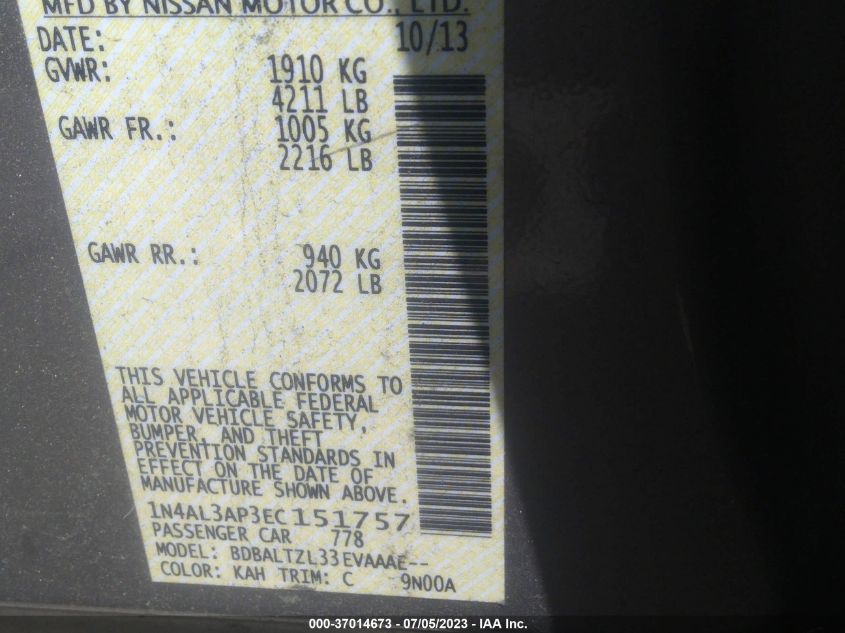 MFD BY NISSAN MOTOR CO., LTD.
DATE: 10/13
GVWR: 1910 KG
4211 LB
GAWR FR.: 1005 KG
2216 LB
GAWR RR.: 940 KG
2072 LB
THIS VEHICLE CONFORMS TO
ALL APPLICABLE FEDERAL
MOTOR VEHICLE SAFETY,
BUMPER, AND THEFT
PREVENTION STANDARDS IN
EFFECT ON THE DATE OF
MANUFACTURE SHOWN ABOVE.
1N4AL3AP3EC151757
PASSENGER CAR 778
MODEL: BDBALTZL33EVAAAE--
COLOR: KAH TRIM: C 9N00A
000-37014673 - 07/05/2023 - IAA Inc.